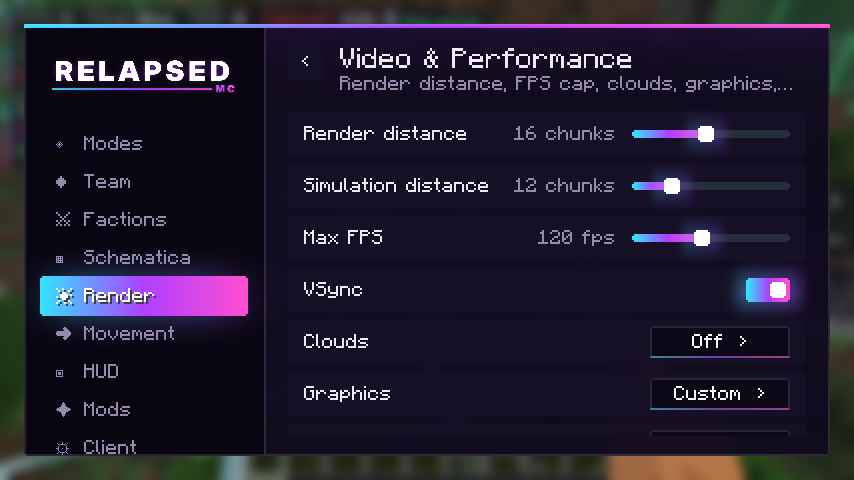 RELAPSED
MC
Modes
Team
Factions
Schematica
Render
Movement
HUD
Mods
Client
Video & Performance
Render distance, FPS cap, clouds, graphics,...
Render distance 16 chunks
Simulation distance 12 chunks
Max FPS 120 fps
VSync
Clouds Off >
Graphics Custom >